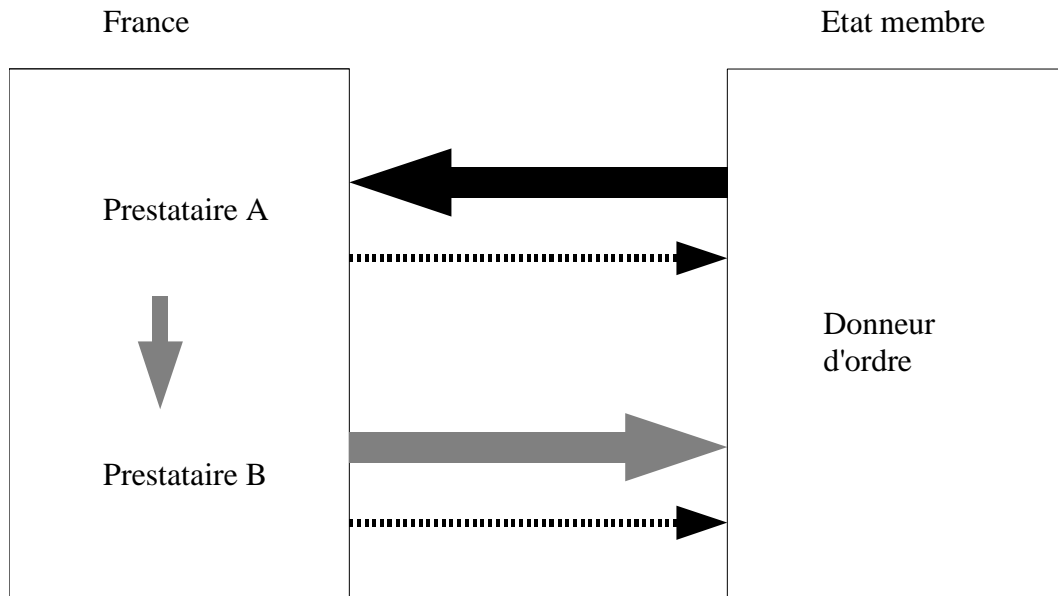 France
Etat membre
Prestataire A
Donneur
d'ordre
Prestataire B